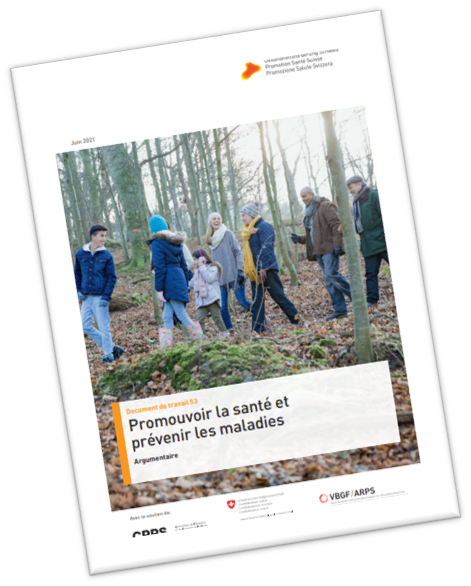 Promotion Santé Suisse
Promozione Salute Svizzera
Juin 2021
Document de travail 53
Promouvoir la santé et
prévenir les maladies
Argumentaire
Avec le soutien de:
VBGF/ARPS